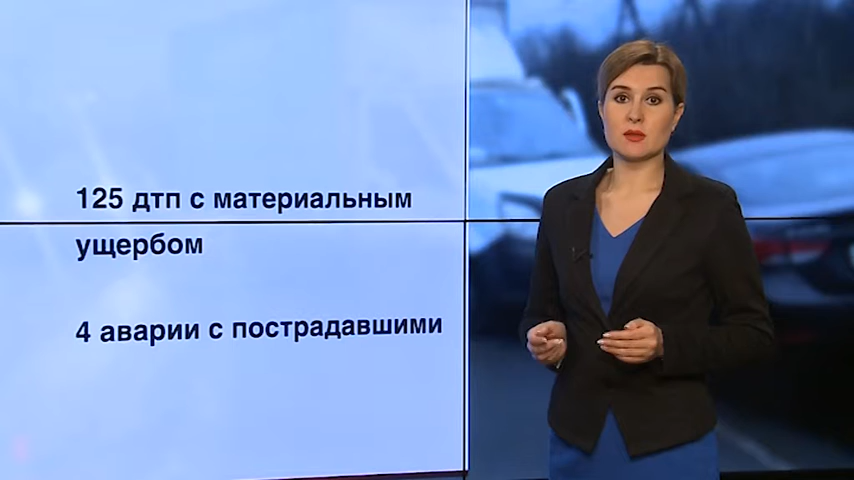 125 дтп с материальным
ущербом
4 аварии с пострадавшими